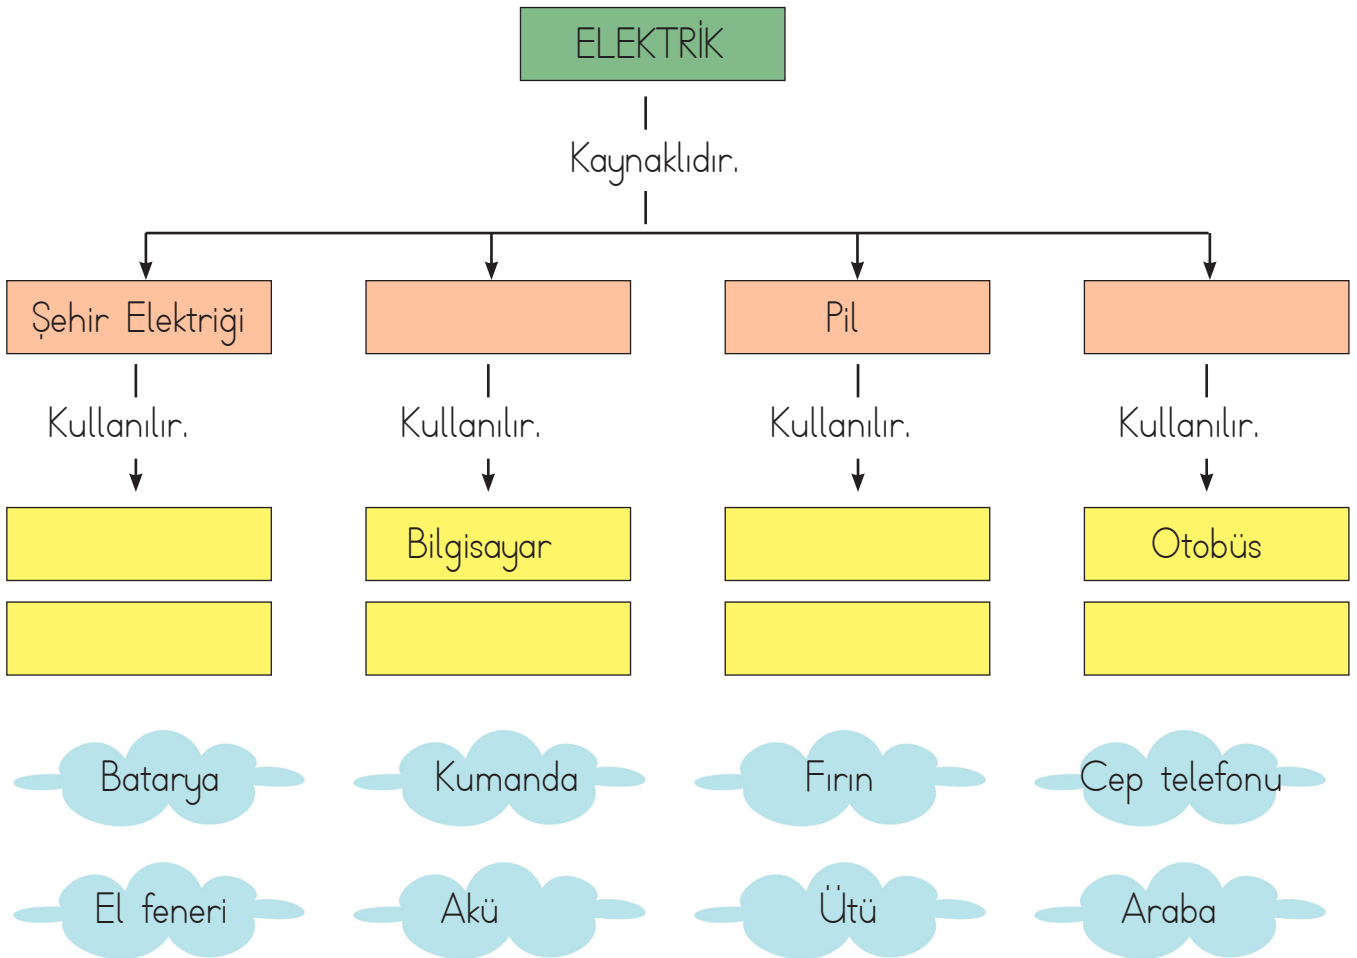 ELEKTRİK
Kaynaklıdır.
Şehir Elektriği
Pil
Kullanılır.
Kullanılır.
Kullanılır.
Kullanılır.
Bilgisayar
Otobüs
Batarya
Kumanda
Fırın
Cep telefonu
El feneri
Akü
Ütü
Araba